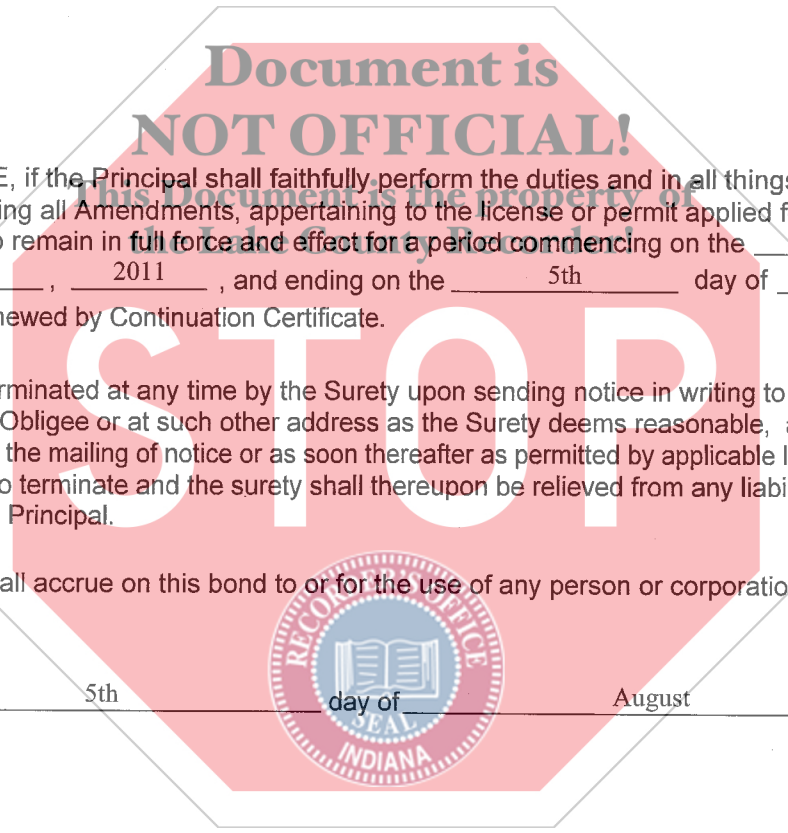 Document is
NOT OFFICIAL!
E, if the Principal shall faithfully perform the duties and in all things
This Document is the property of
ing all Amendments, appertaining to the license or permit applied f
the Lake County Recorder!
o remain in full force and effect for a period commencing on the
, 2011 , and ending on the 5th day of
newed by Continuation Certificate.
STOP
rminated at any time by the Surety upon sending notice in writing to
Obligee or at such other address as the Surety deems reasonable, a
the mailing of notice or as soon thereafter as permitted by applicable l
o terminate and the surety shall thereupon be relieved from any liabi
Principal.
all accrue on this bond to or for the use of any person or corporatio
RECORDER'S OFFICE
5th day of August
SEAL
INDIANA